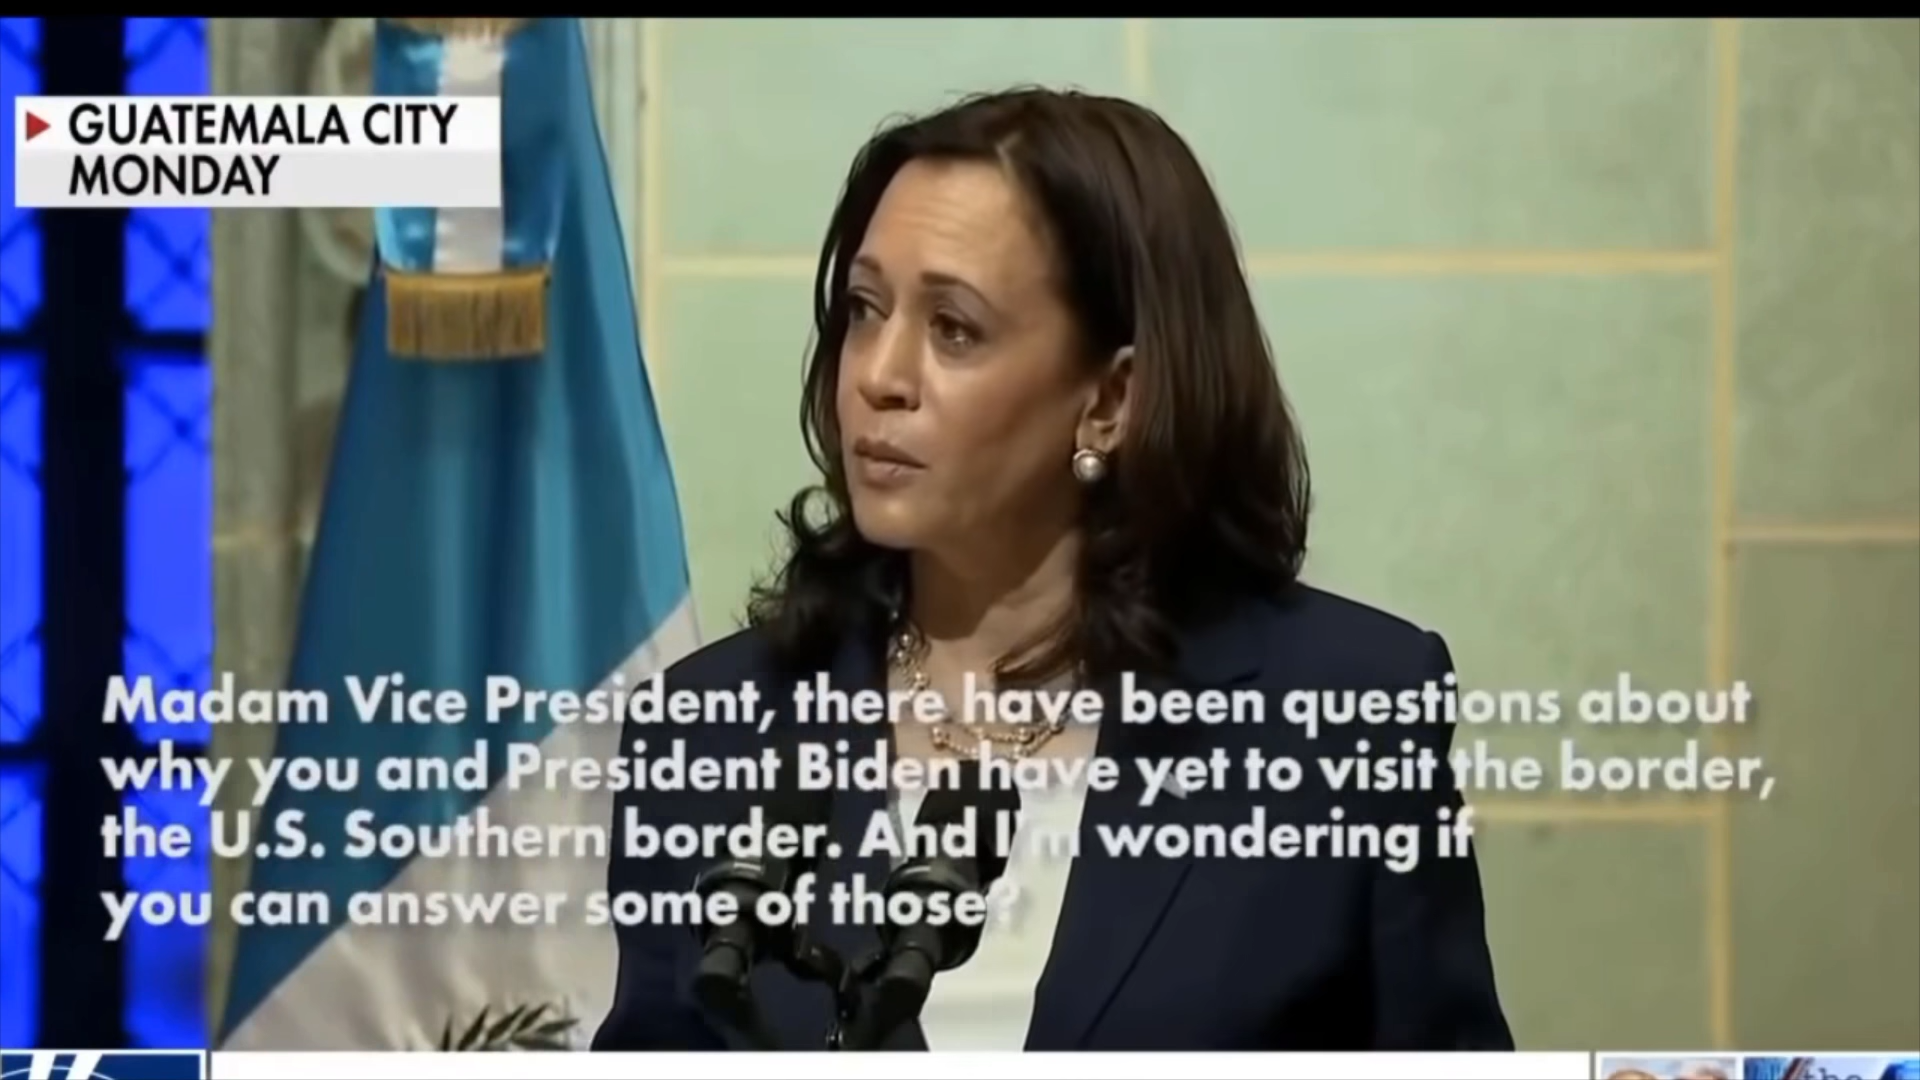 GUATEMALA CITY
MONDAY
Madam Vice President, there have been questions about
why you and President Biden have yet to visit the border,
the U.S. Southern border. And I'm wondering if
you can answer some of those?
the